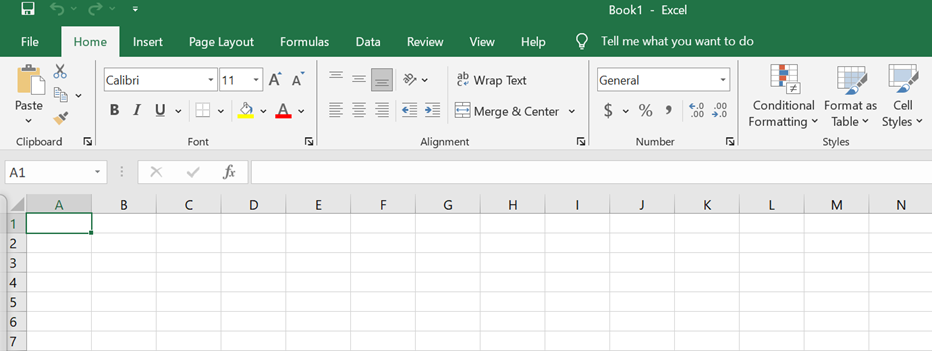 Book1 - Excel
File Home Insert Page Layout Formulas Data Review View Help Tell me what you want to do
Calibri 11 ab Wrap Text General
Paste B I U A Merge & Center $ % , Conditional Formatting Format as Table Cell Styles
Clipboard Font Alignment Number Styles
A1 fx
A B C D E F G H I J K L M N
1
2
3
4
5
6
7